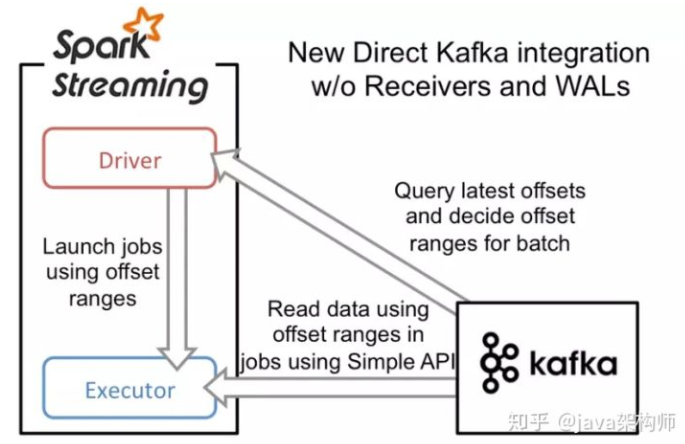 Spark
Streaming
New Direct Kafka integration
w/o Receivers and WALs
Driver
Query latest offsets
and decide offset
ranges for batch
Launch jobs
using offset
ranges
Read data using
offset ranges in
jobs using Simple API
Executor
kafka
知乎 @java架构师